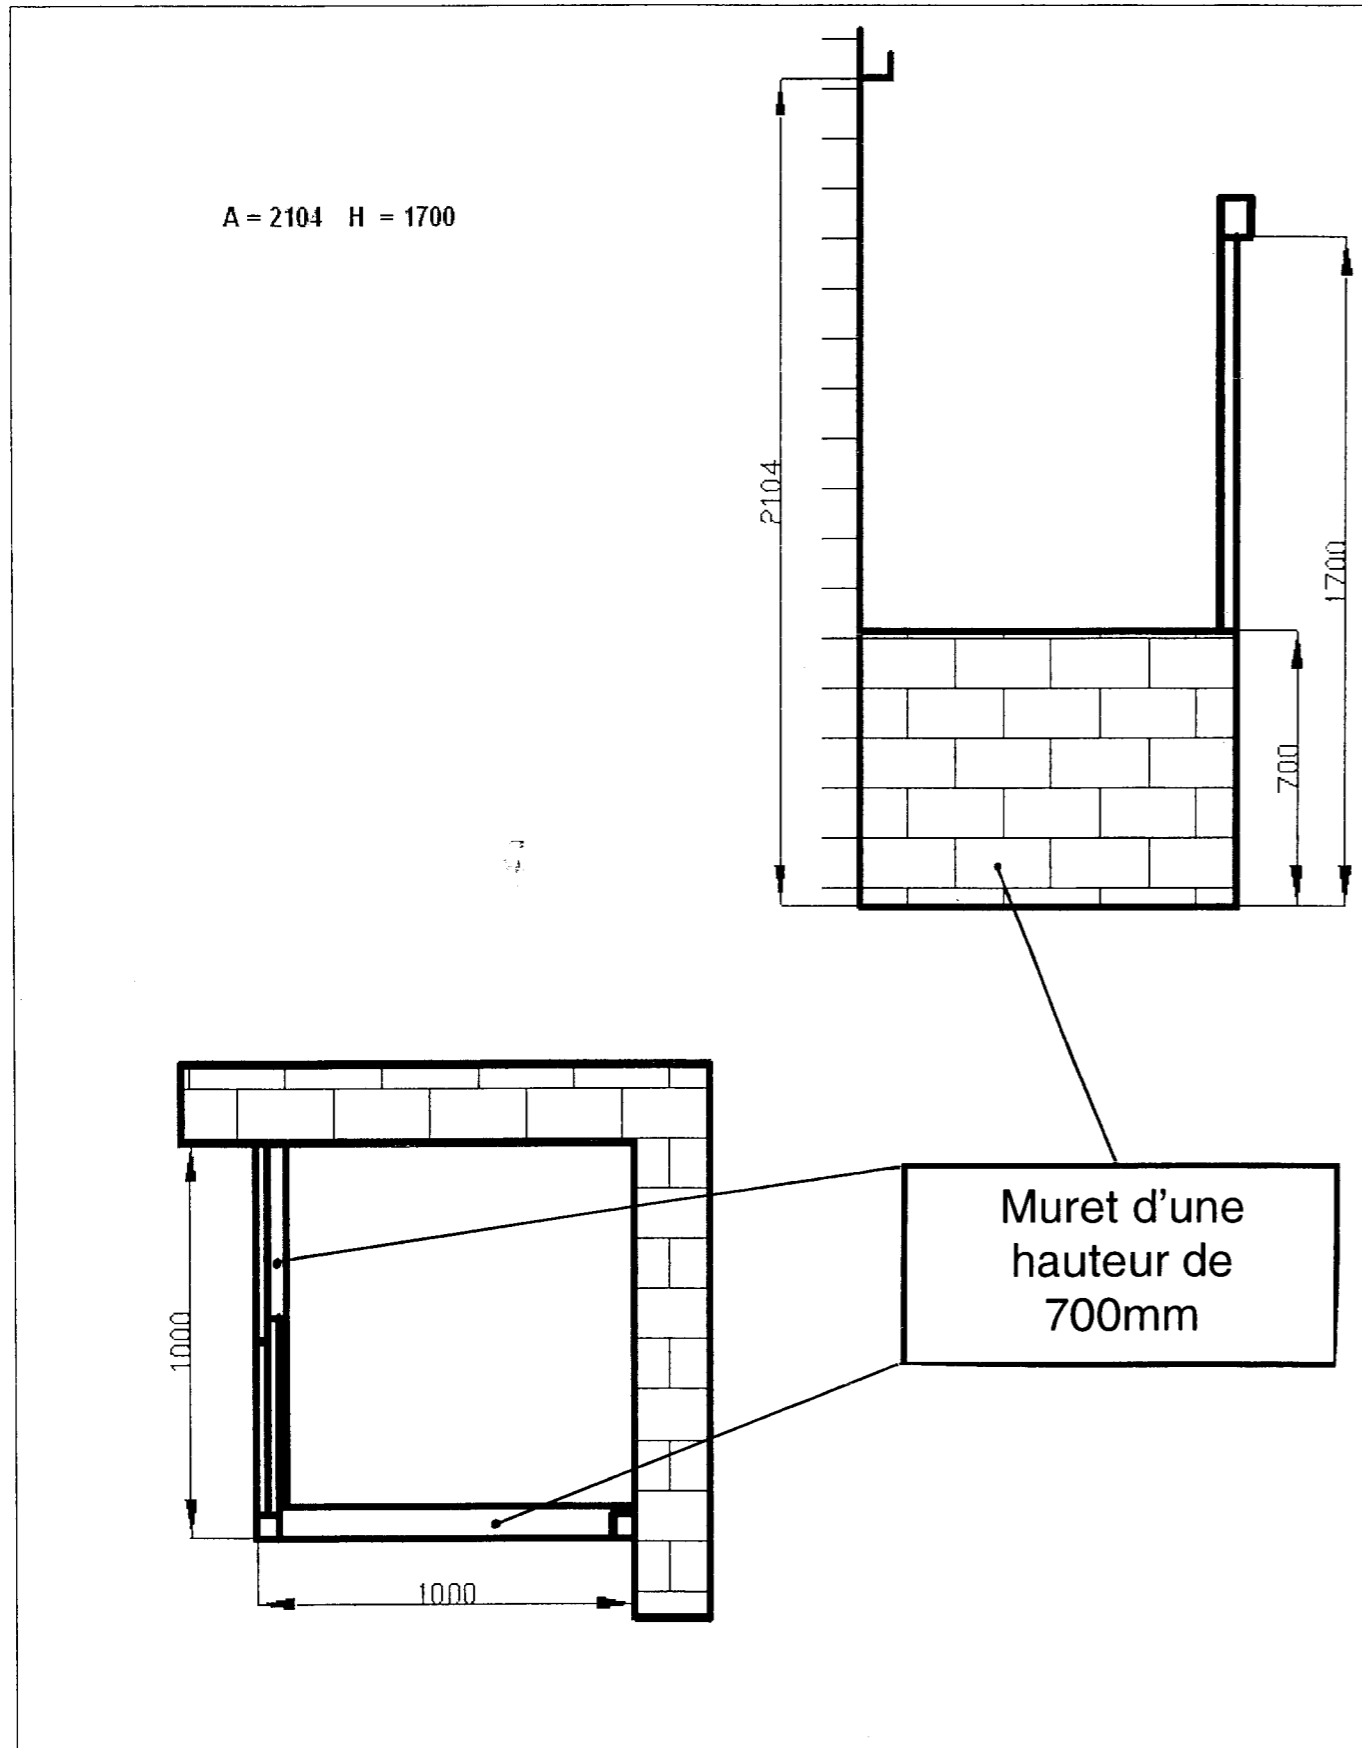 A = 2104 H = 1700
2104
1700
700
1000
1000
Muret d'une
hauteur de
700mm